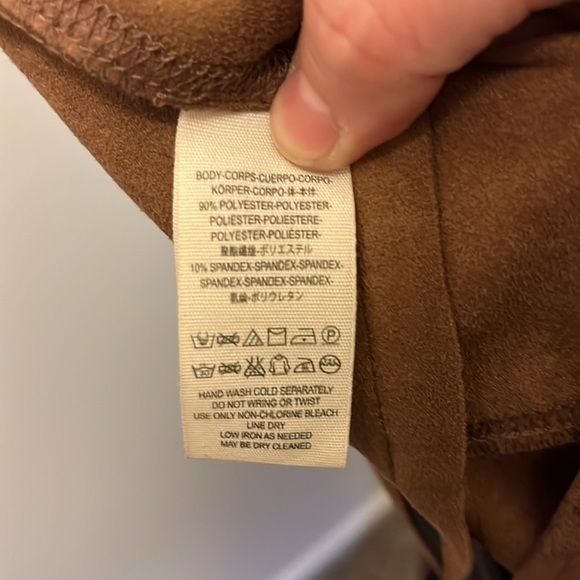 BODY-CORPS-CUERPO-CORPO-
KÖRPER-CORPO-体-本体
90% POLYESTER-POLYESTER-
POLIÉSTER-POLIESTERE-
POLYESTER-POLIÉSTER-
聚酯纖維-ポリエステル
10% SPANDEX-SPANDEX-SPANDEX-
SPANDEX-SPANDEX-SPANDEX-
氨綸-ポリウレタン
P
30
HAND WASH COLD SEPARATELY
DO NOT WRING OR TWIST
USE ONLY NON-CHLORINE BLEACH
LINE DRY
LOW IRON AS NEEDED
MAY BE DRY CLEANED